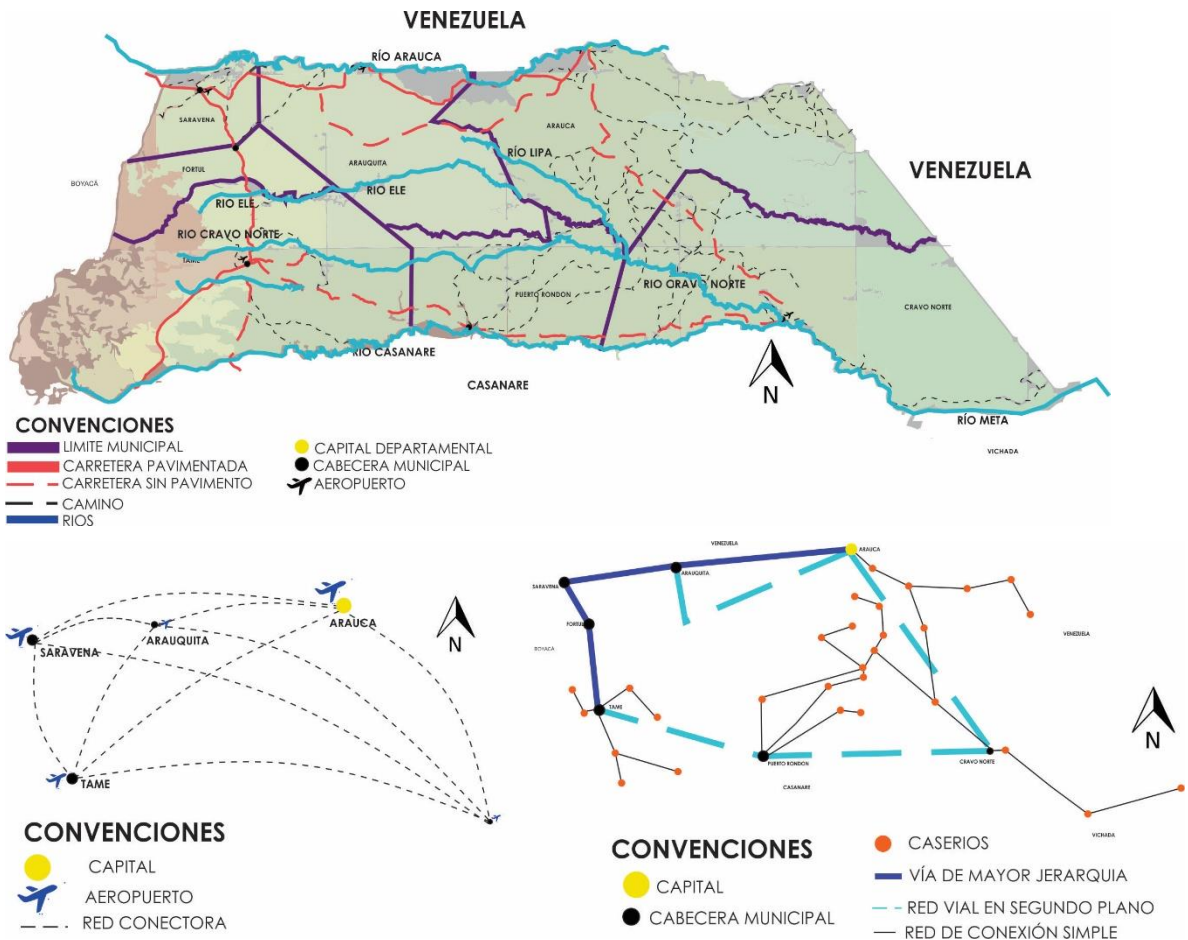 VENEZUELA
RÍO ARAUCA
SARAVENA
ARAUCA
RÍO LIPA
VENEZUELA
ARAUQUITA
FORTUL
BOYACÁ
RIO ELE
RIO ELE
RIO CRAVO NORTE
TAME
RIO CRAVO NORTE
PUERTO RONDON
CRAVO NORTE
RIO CASANARE
CASANARE
N
RÍO META
VICHADA
CONVENCIONES
LIMITE MUNICIPAL
CARRETERA PAVIMENTADA
CARRETERA SIN PAVIMENTO
CAMINO
RIOS
CAPITAL DEPARTAMENTAL
CABECERA MUNICIPAL
AEROPUERTO
ARAUCA
ARAUQUITA
SARAVENA
N
TAME
CONVENCIONES
CAPITAL
AEROPUERTO
RED CONECTORA
VENEZUELA
ARAUCA
ARAUQUITA
SARAVENA
FORTUL
VENEZUELA
BOYACÁ
TAME
N
PUERTO RONDON
CRAVO NORTE
CASANARE
VICHADA
CONVENCIONES
CAPITAL
CABECERA MUNICIPAL
CASERIOS
VÍA DE MAYOR JERARQUIA
RED VIAL EN SEGUNDO PLANO
RED DE CONEXIÓN SIMPLE